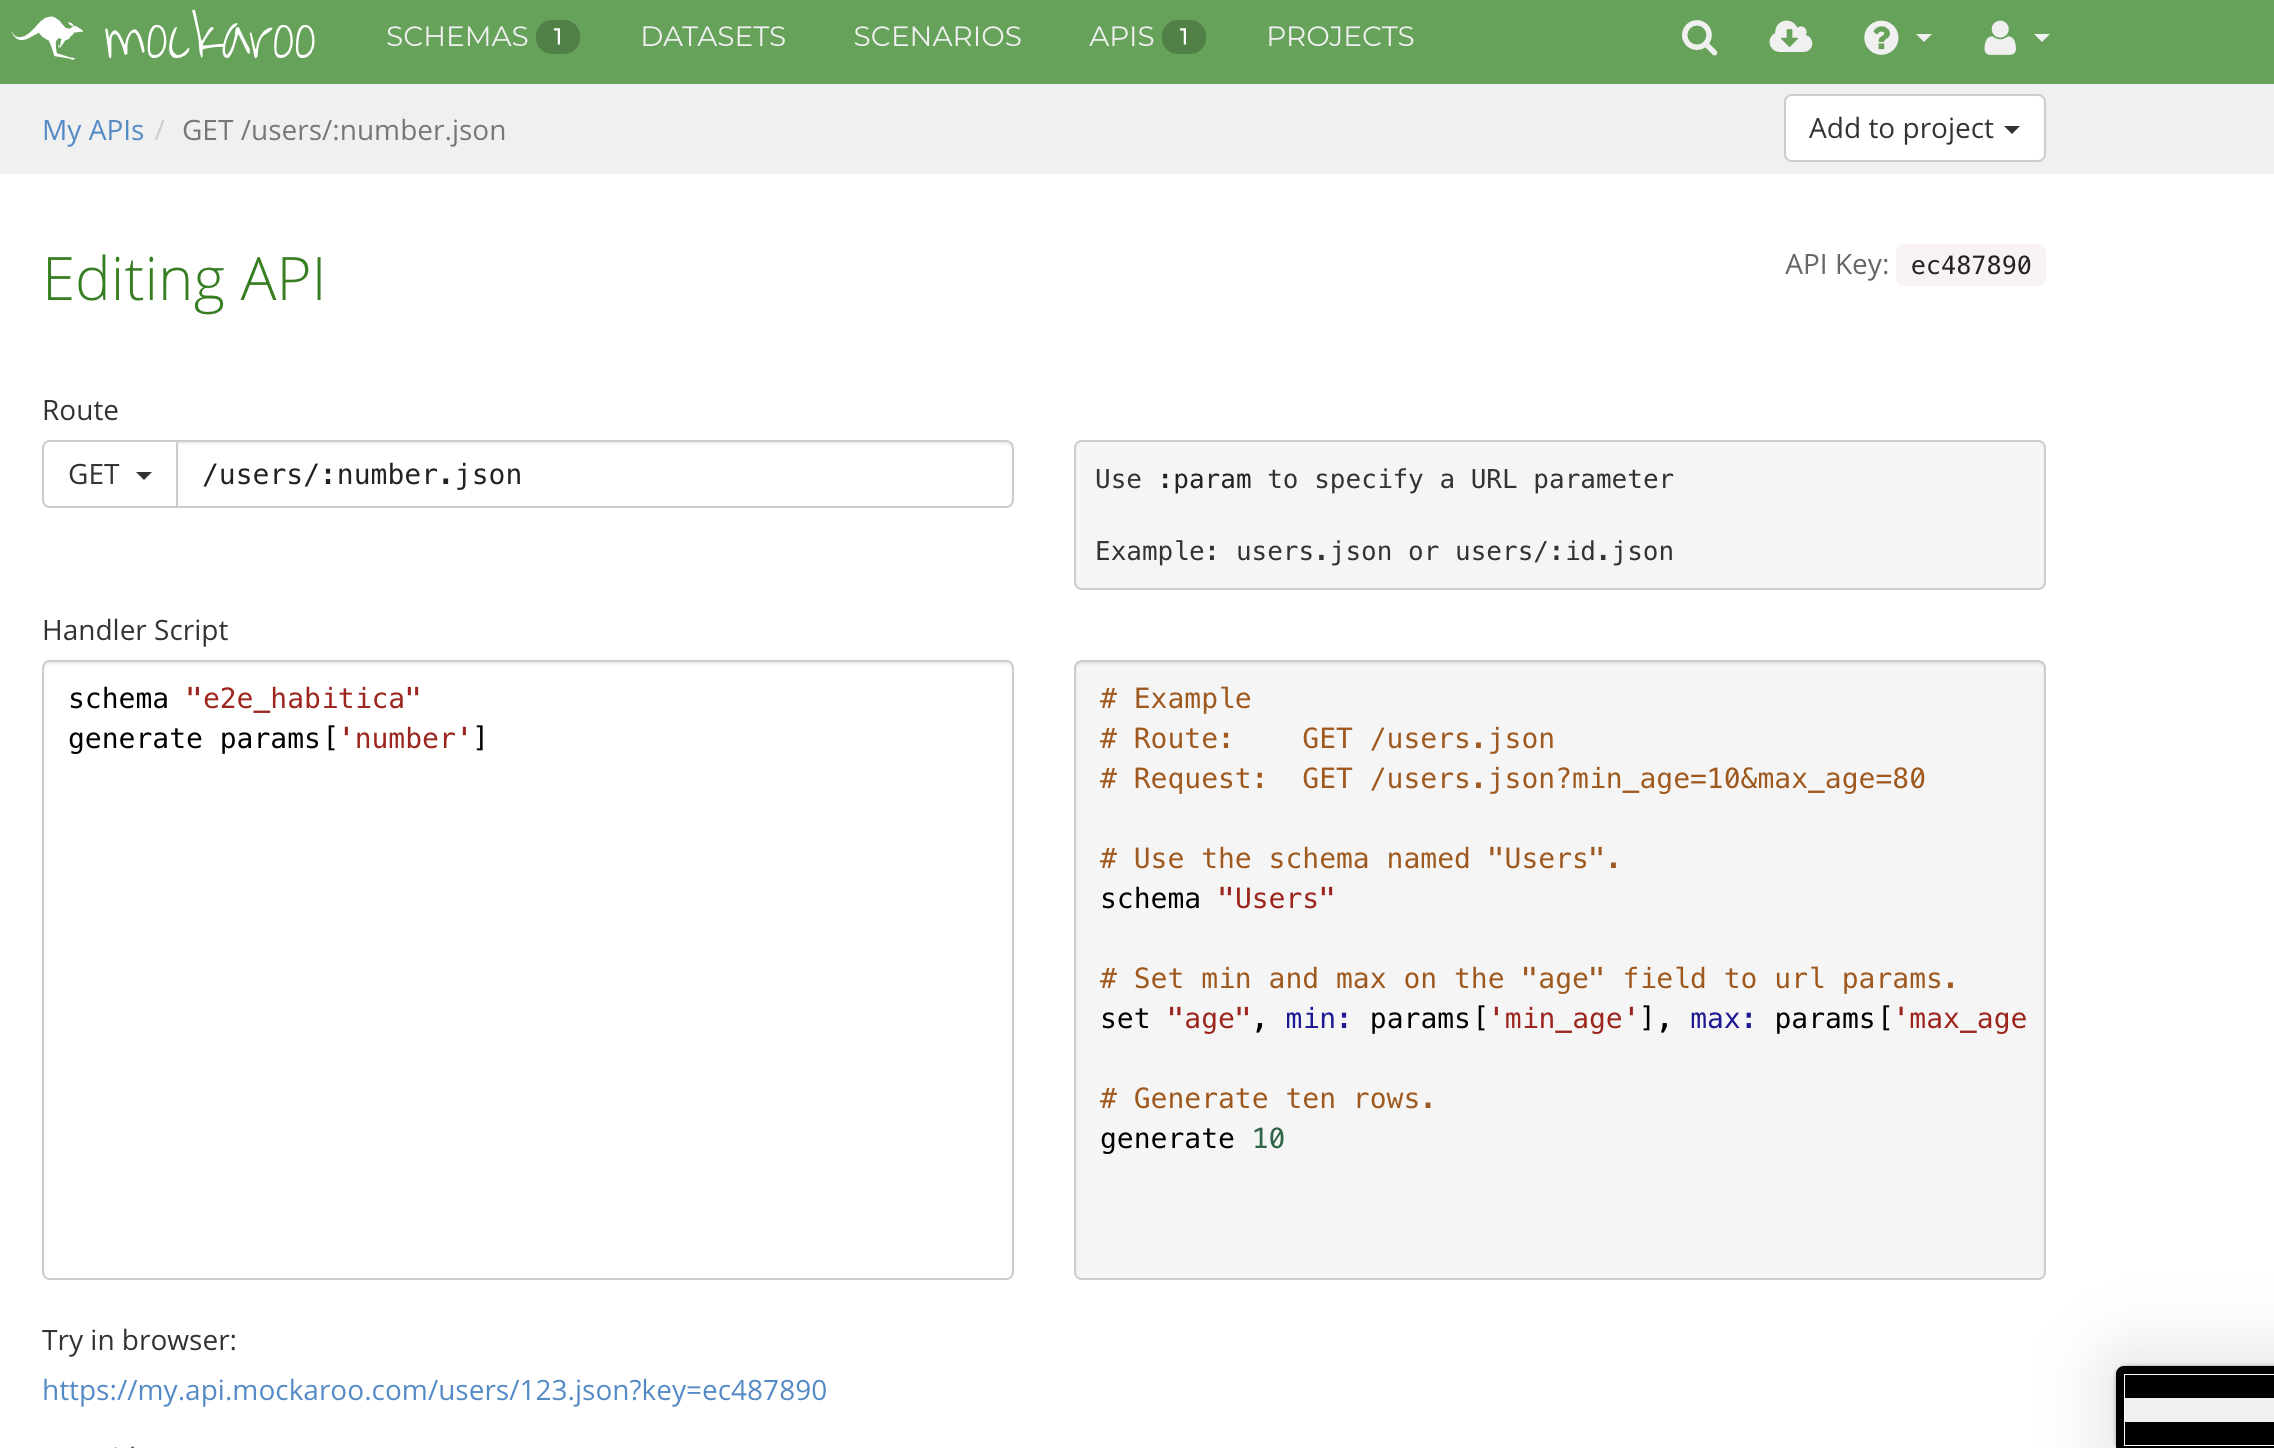 mockaroo SCHEMAS 1 DATASETS SCENARIOS APIS 1 PROJECTS ?
My APIs / GET /users/:number.json
Add to project
Editing API
API Key: ec487890
Route
GET /users/:number.json
Use :param to specify a URL parameter
Example: users.json or users/:id.json
Handler Script
schema "e2e_habitica"
generate params['number']
# Example
# Route: GET /users.json
# Request: GET /users.json?min_age=10&max_age=80
# Use the schema named "Users".
schema "Users"
# Set min and max on the "age" field to url params.
set "age", min: params['min_age'], max: params['max_age
# Generate ten rows.
generate 10
Try in browser:
https://my.api.mockaroo.com/users/123.json?key=ec487890